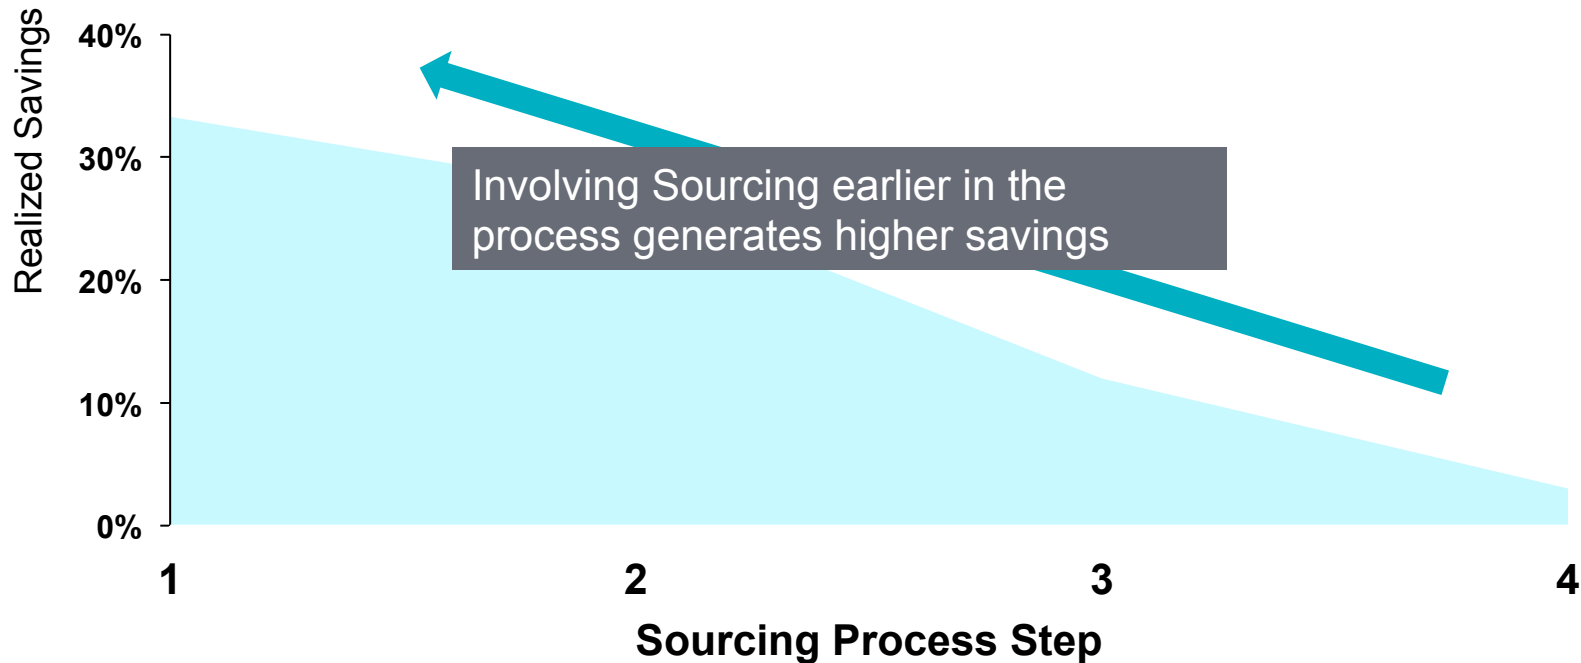 Realized Savings
40%
30%
20%
10%
0%
Involving Sourcing earlier in the
process generates higher savings
1 2 3 4
Sourcing Process Step